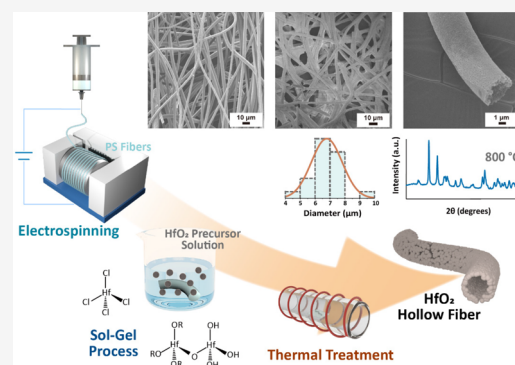 10 µm
10 µm
1 µm
PS Fibers
Electrospinning
4 5 6 7 8 9 10
Diameter (µm)
Intensity (a.u.)
800 °C
2θ (degrees)
HfO₂ Precursor
Solution
Cl
Hf
Cl
Cl
Cl
Sol-Gel
Process
OR
OH
Hf
Hf
RO
O
OH
OR
OH
Thermal Treatment
HfO₂
Hollow Fiber